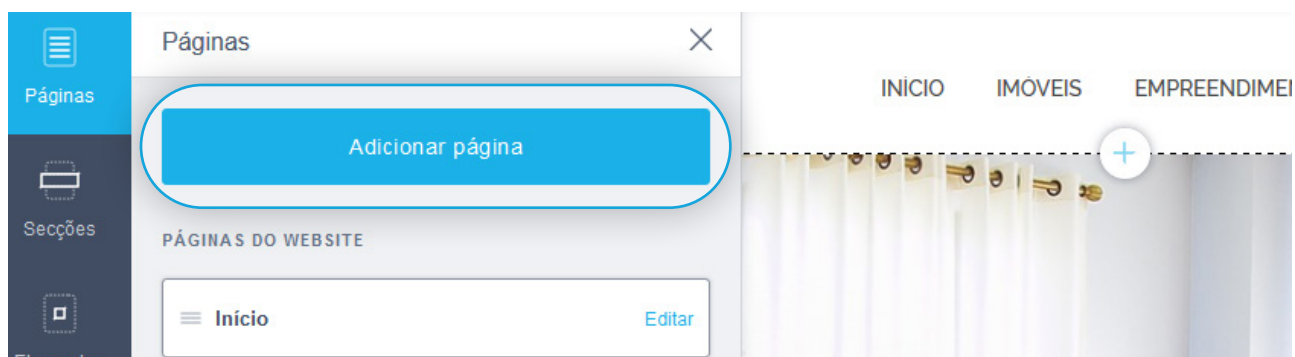 Páginas
Páginas
Secções
Adicionar página
PÁGINAS DO WEBSITE
Início
Editar
INÍCIO
IMÓVEIS